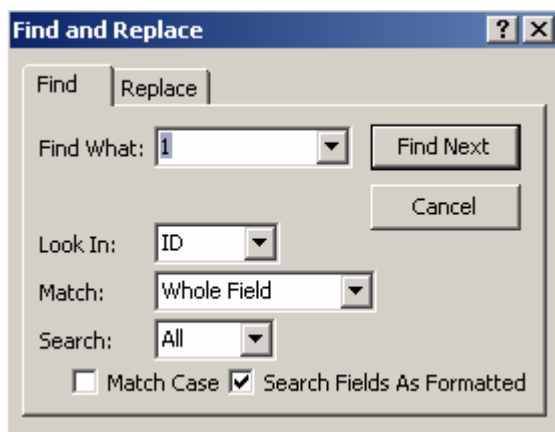 Find and Replace
Find Replace
Find What: 1 Find Next
Cancel
Look In: ID
Match: Whole Field
Search: All
Match Case Search Fields As Formatted